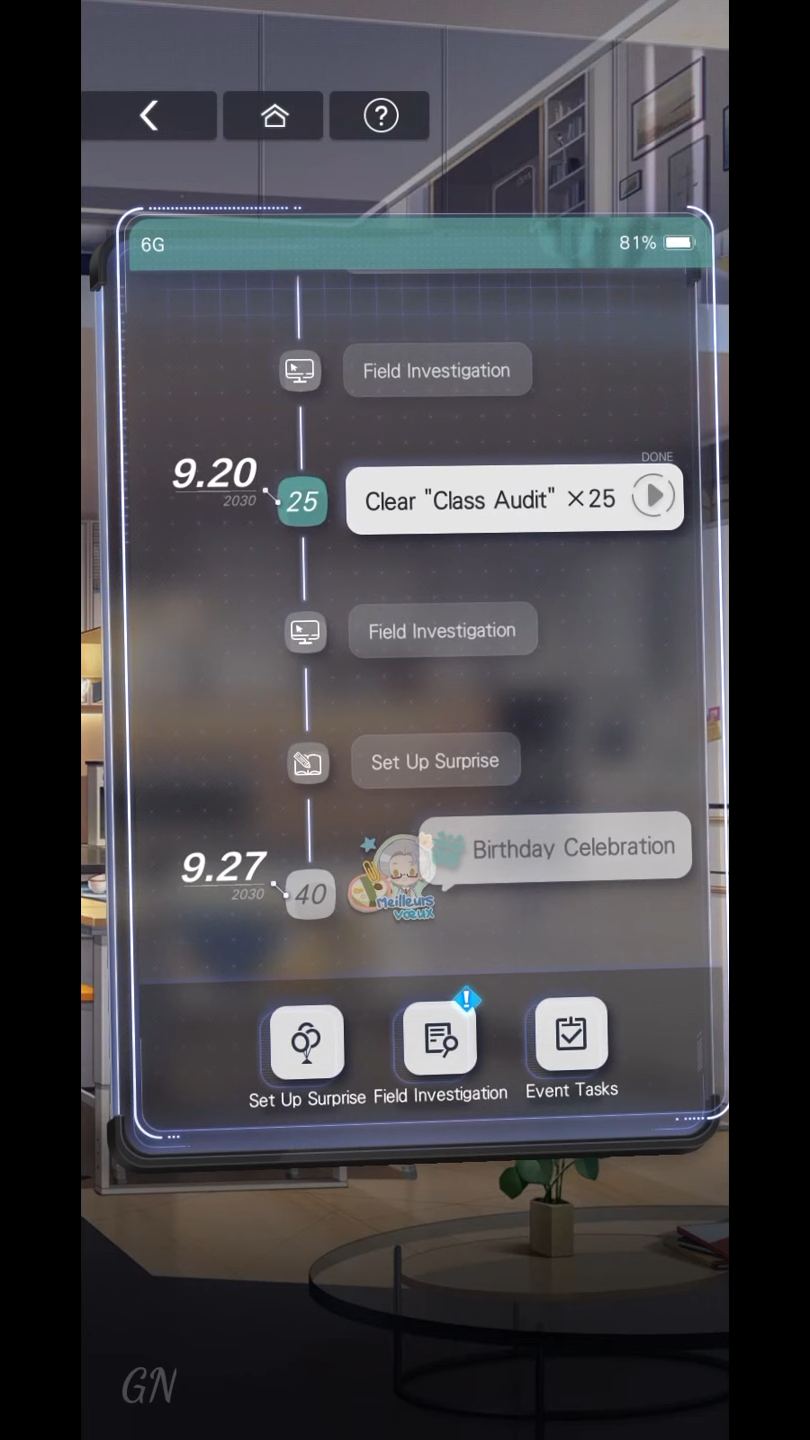 ?
6G
81%
Field Investigation
DONE
9.20
2030
25
Clear "Class Audit" ×25
Field Investigation
Set Up Surprise
Birthday Celebration
9.27
2030
40
Meilleurs
vœux
!
Set Up Surprise
Field Investigation
Event Tasks
GN